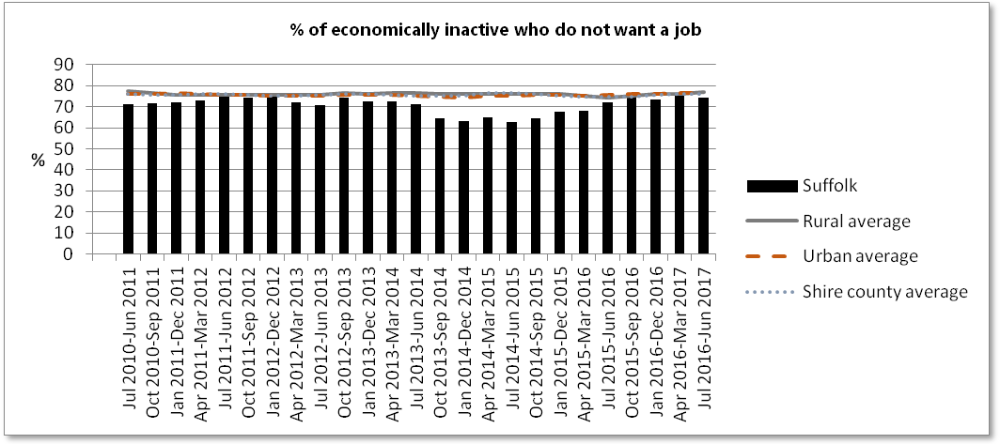 % of economically inactive who do not want a job
90
80
70
60
50
40
30
20
10
0
%
Jul 2010-Jun 2011
Oct 2010-Sep 2011
Jan 2011-Dec 2011
Apr 2011-Mar 2012
Jul 2011-Jun 2012
Oct 2011-Sep 2012
Jan 2012-Dec 2012
Apr 2012-Mar 2013
Jul 2012-Jun 2013
Oct 2012-Sep 2013
Jan 2013-Dec 2013
Apr 2013-Mar 2014
Jul 2013-Jun 2014
Oct 2013-Sep 2014
Jan 2014-Dec 2014
Apr 2014-Mar 2015
Jul 2014-Jun 2015
Oct 2014-Sep 2015
Jan 2015-Dec 2015
Apr 2015-Mar 2016
Jul 2015-Jun 2016
Oct 2015-Sep 2016
Jan 2016-Dec 2016
Apr 2016-Mar 2017
Jul 2016-Jun 2017
Suffolk
Rural average
Urban average
Shire county average